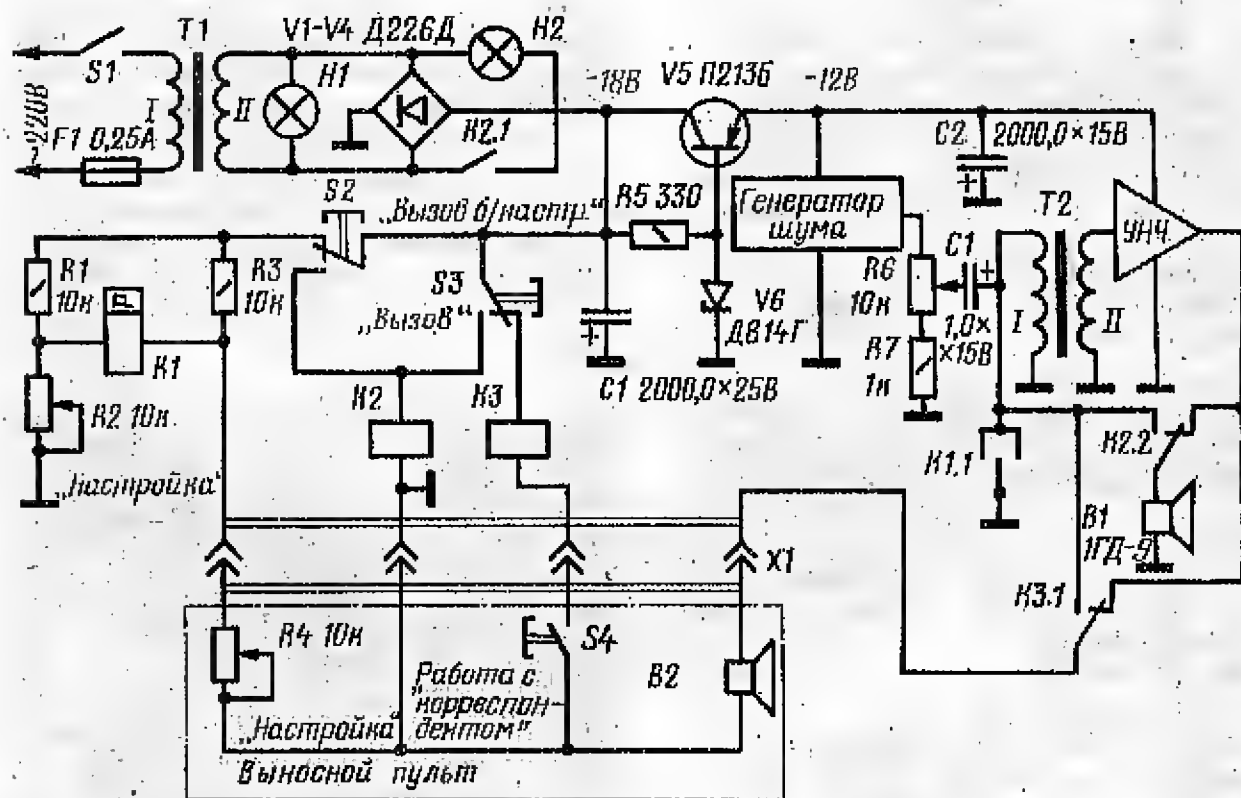 T1
V1-V4 Д226Д
H2
S1
H1
-18В
V5 П213Б
-12В
~220В
I
II
F1 0,25А
K2.1
C2
2000,0×15В
S2
„Вызов б/настр."
R5 330
Генератор
шума
T2
УНЧ
R1
10к
R3
10к
S3
„Вызов"
C1
R6
10к
V6
Д814Г
1,0×
×15В
I
II
K1
R7
1к
R2 10к
K2
K3
C1 2000,0×25В
K1.1
K2.2
„Настройка"
B1
1ГД-9
X1
K3.1
R4 10к
S4
B2
„Работа с
корреспон-
дентом"
„Настройка"
Выносной пульт